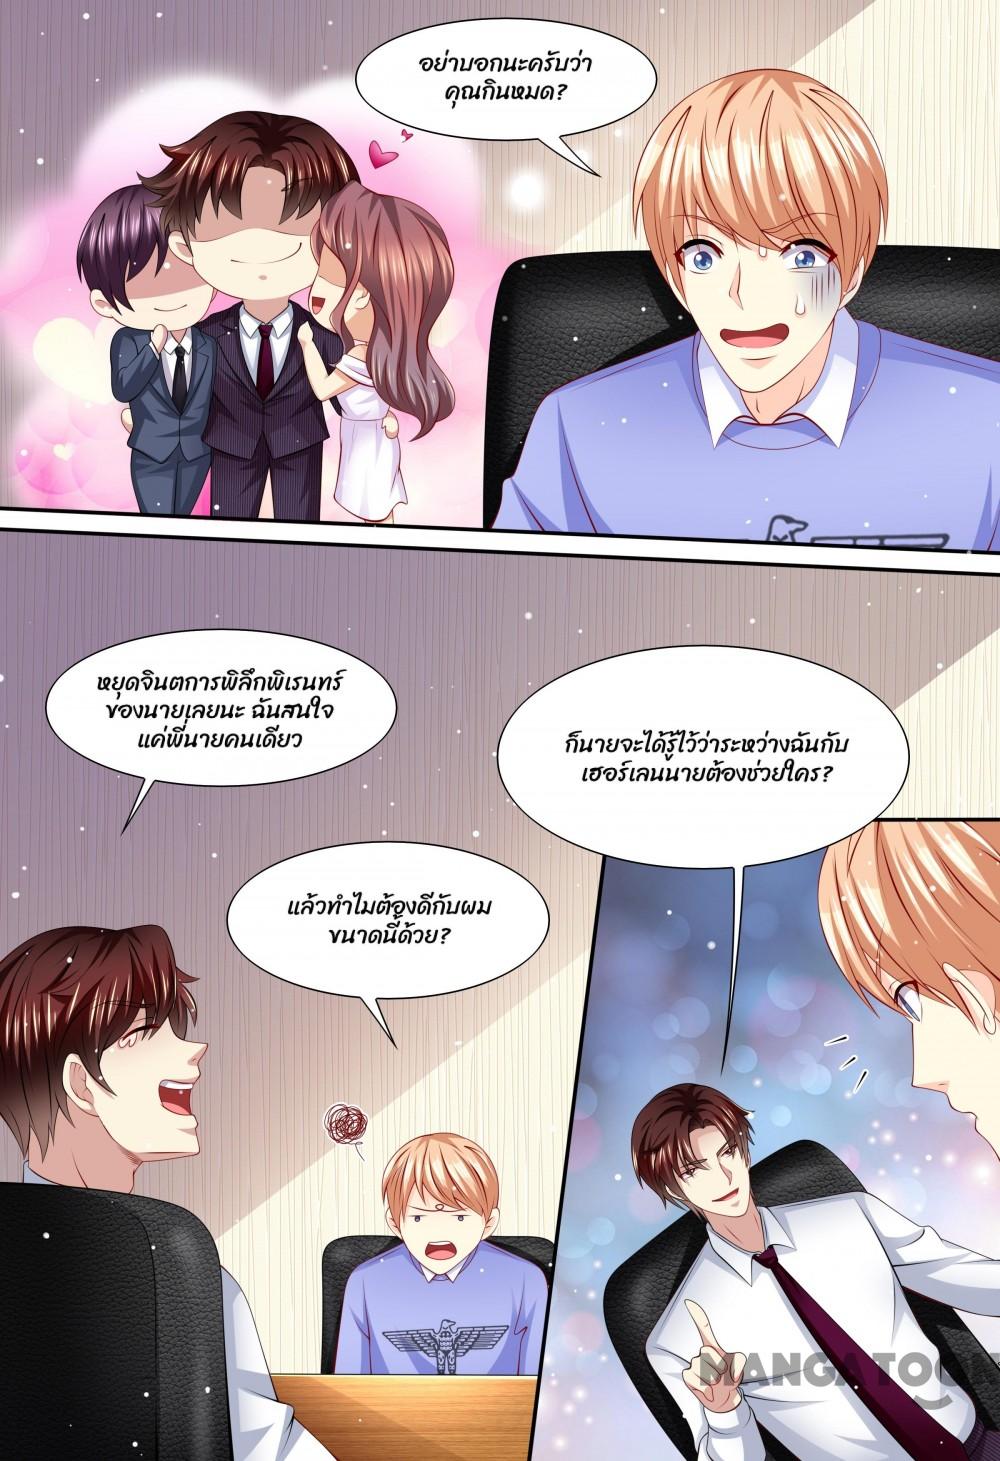 อย่าบอกนะครับว่า
คุณกินหมด?
หยุดจินตการพิลึกพิเรนทร์
ของนายเลยนะ ฉันสนใจ
แค่พี่นายคนเดียว
ก็นายจะได้รู้ไว้ว่าระหว่างฉันกับ
เฮอร์เลนนายต้องช่วยใคร?
แล้วทำไมต้องดีกับผม
ขนาดนี้ด้วย?
MANGATOON